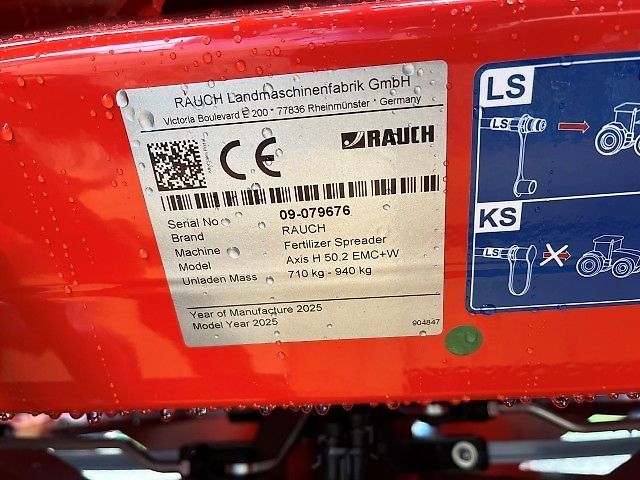 RAUCH Landmaschinenfabrik GmbH
Victoria Boulevard E 200 * 77836 Rheinmünster * Germany
CE
RAUCH
Serial No 09-079676
Brand RAUCH
Machine Fertilizer Spreader
Model Axis H 50.2 EMC+W
Unladen Mass 710 kg - 940 kg
Year of Manufacture 2025
Model Year 2025
904847
LS
LS
KS
LS